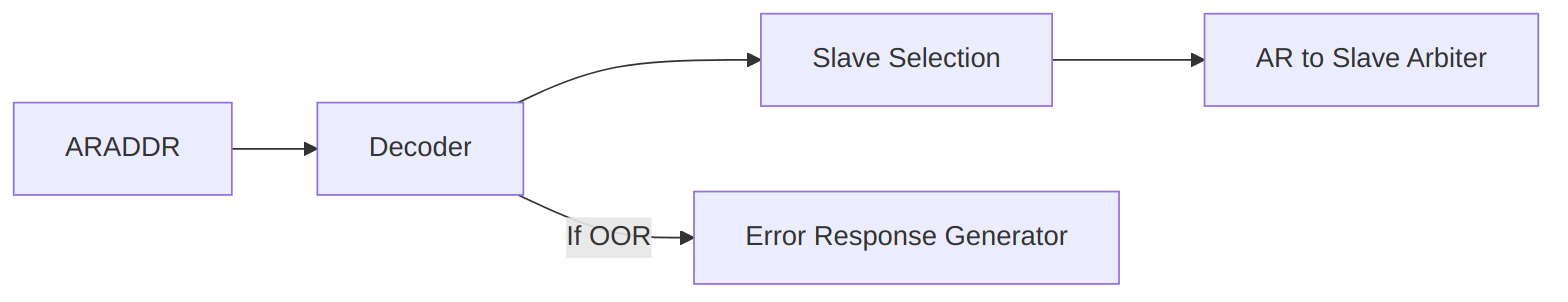 ARADDR
Decoder
Slave Selection
AR to Slave Arbiter
If OOR
Error Response Generator